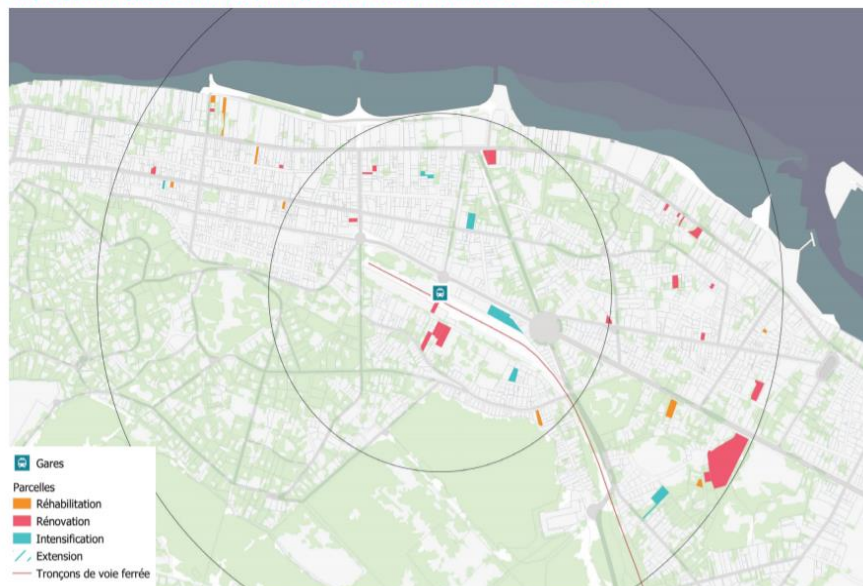 Gares
Parcelles
Réhabilitation
Rénovation
Intensification
Extension
Tronçons de voie ferrée